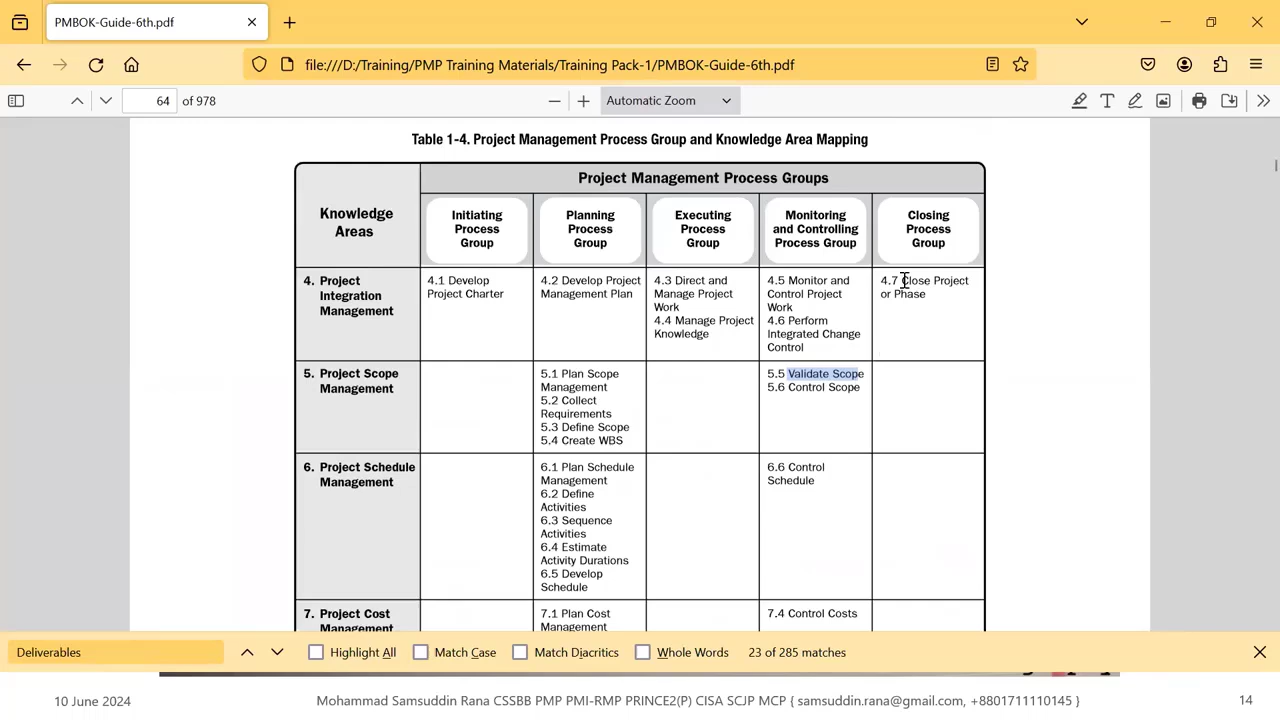 PMBOK-Guide-6th.pdf
file:///D:/Training/PMP Training Materials/Training Pack-1/PMBOK-Guide-6th.pdf
64 of 978
Automatic Zoom
Table 1-4. Project Management Process Group and Knowledge Area Mapping
Project Management Process Groups
Knowledge
Areas
Initiating
Process
Group
Planning
Process
Group
Executing
Process
Group
Monitoring
and Controlling
Process Group
Closing
Process
Group
4. Project
Integration
Management
4.1 Develop
Project Charter
4.2 Develop Project
Management Plan
4.3 Direct and
Manage Project
Work
4.4 Manage Project
Knowledge
4.5 Monitor and
Control Project
Work
4.6 Perform
Integrated Change
Control
4.7 Close Project
or Phase
5. Project Scope
Management
5.1 Plan Scope
Management
5.2 Collect
Requirements
5.3 Define Scope
5.4 Create WBS
5.5 Validate Scope
5.6 Control Scope
6. Project Schedule
Management
6.1 Plan Schedule
Management
6.2 Define
Activities
6.3 Sequence
Activities
6.4 Estimate
Activity Durations
6.5 Develop
Schedule
6.6 Control
Schedule
7. Project Cost
Management
7.1 Plan Cost
Management
7.4 Control Costs
Deliverables
Highlight All
Match Case
Match Diacritics
Whole Words
23 of 285 matches
10 June 2024
Mohammad Samsuddin Rana CSSBB PMP PMI-RMP PRINCE2(P) CISA SCJP MCP { samsuddin.rana@gmail.com, +8801711110145 }
14